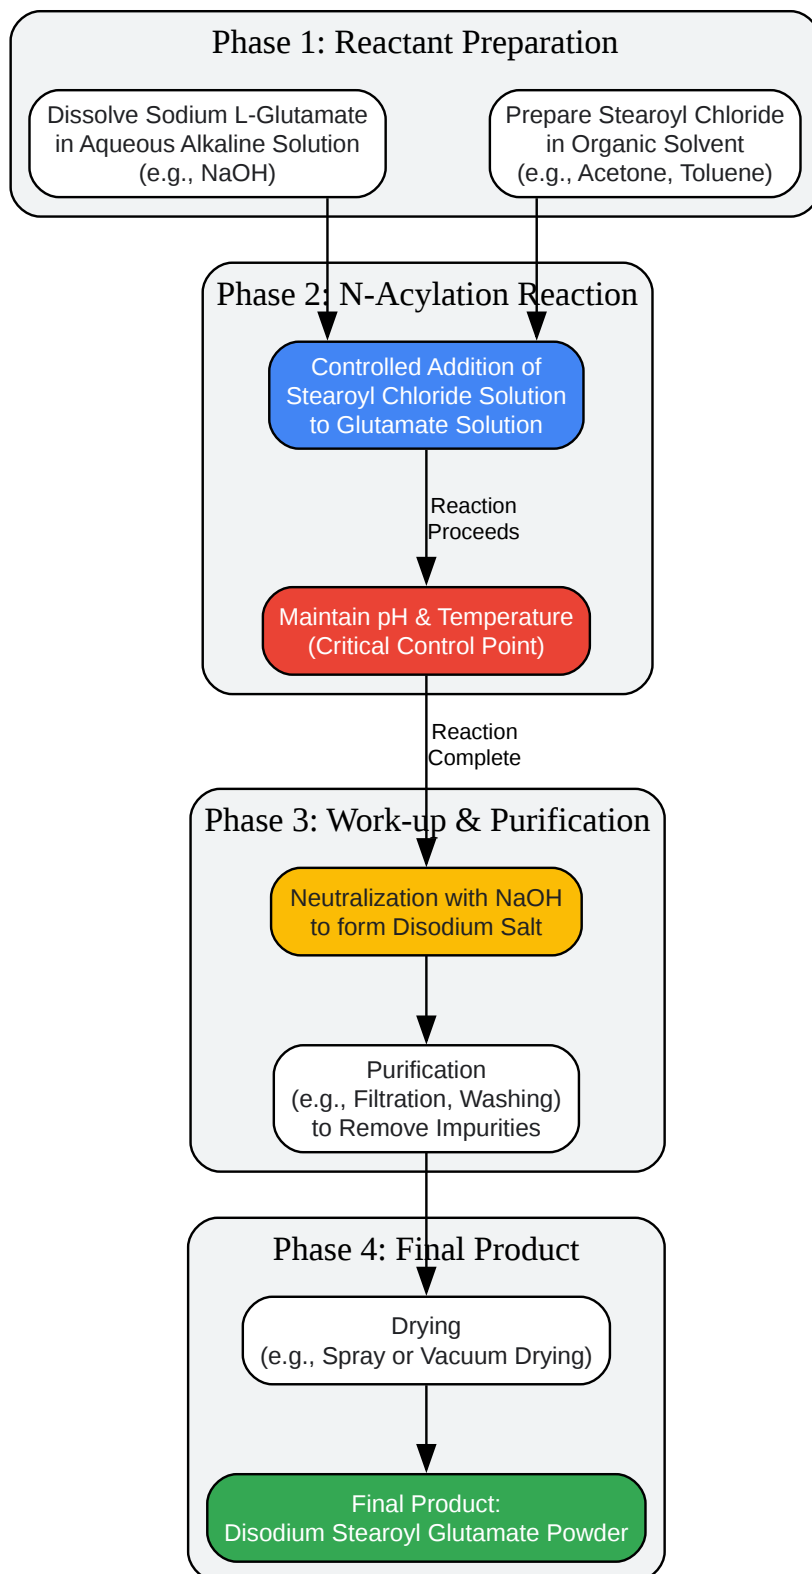 Phase 1: Reactant Preparation
Dissolve Sodium L-Glutamate
in Aqueous Alkaline Solution
(e.g., NaOH)
Prepare Stearoyl Chloride
in Organic Solvent
(e.g., Acetone, Toluene)
Phase 2: N-Acylation Reaction
Controlled Addition of
Stearoyl Chloride Solution
to Glutamate Solution
Reaction
Proceeds
Maintain pH & Temperature
(Critical Control Point)
Reaction
Complete
Phase 3: Work-up & Purification
Neutralization with NaOH
to form Disodium Salt
Purification
(e.g., Filtration, Washing)
to Remove Impurities
Phase 4: Final Product
Drying
(e.g., Spray or Vacuum Drying)
Final Product:
Disodium Stearoyl Glutamate Powder